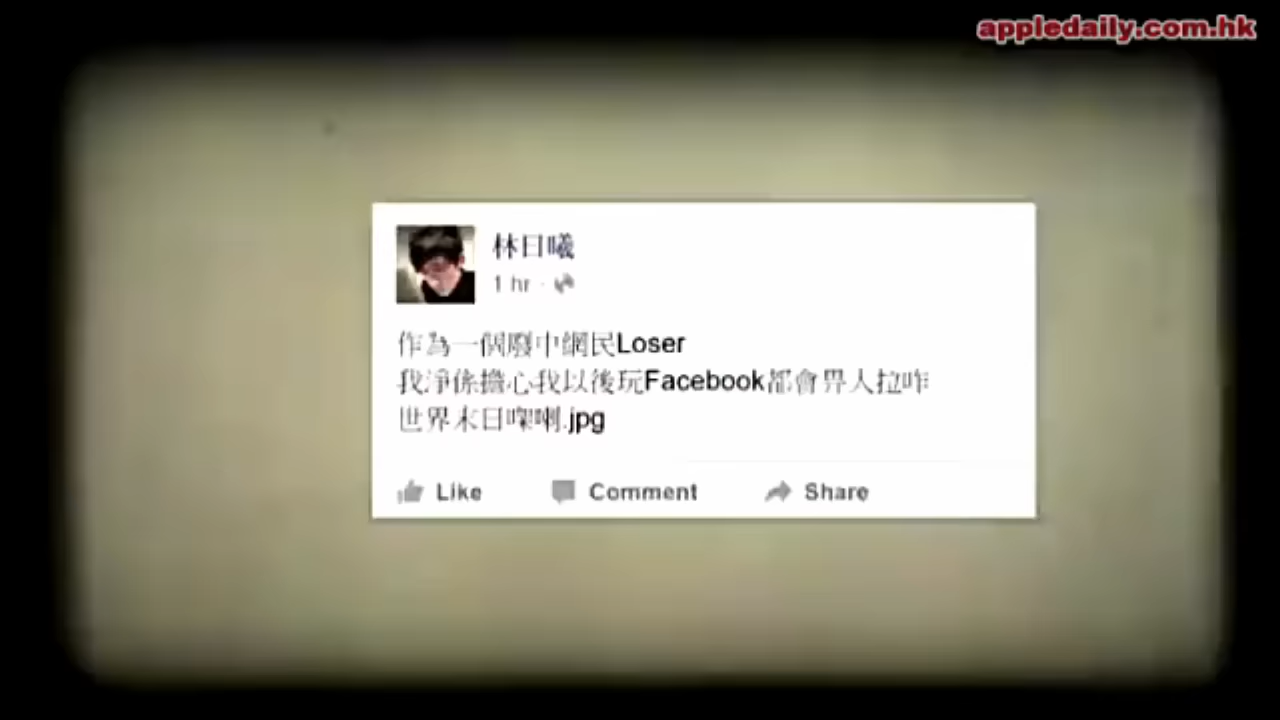 appledaily.com.hk
林日曦
1 hr ·
作為一個廢中網民Loser
我淨係擔心我以後玩Facebook都會畀人拉咋
世界末日㗎喇.jpg
Like Comment Share